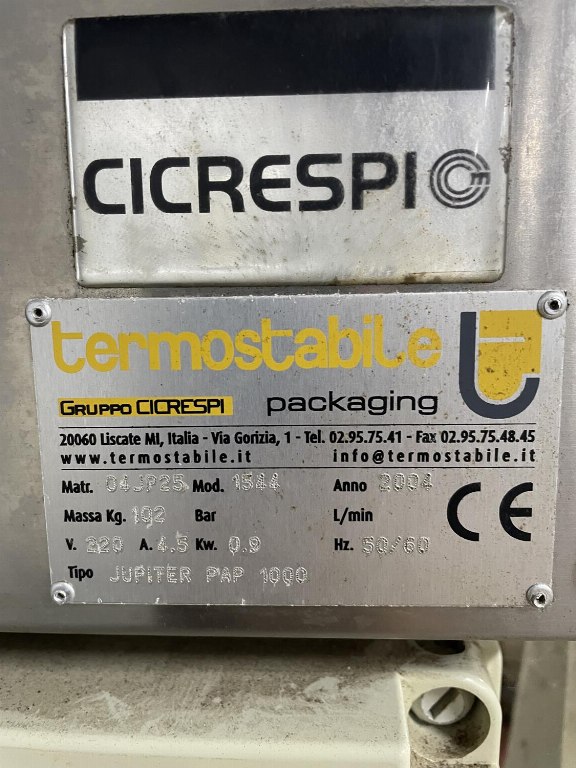 CICRESPI
termostabile
GRUPPO CICRESPI packaging
20060 Liscate MI, Italia - Via Gorizia, 1 - Tel. 02.95.75.41 - Fax 02.95.75.48.45
www.termostabile.it info@termostabile.it
Matr. 04JP25 Mod. 1544 Anno 2004
Massa Kg. 102 Bar L/min CE
V. 220 A. 4.5 Kw. 0.9 Hz. 50/60
Tipo JUPITER PAP 1000